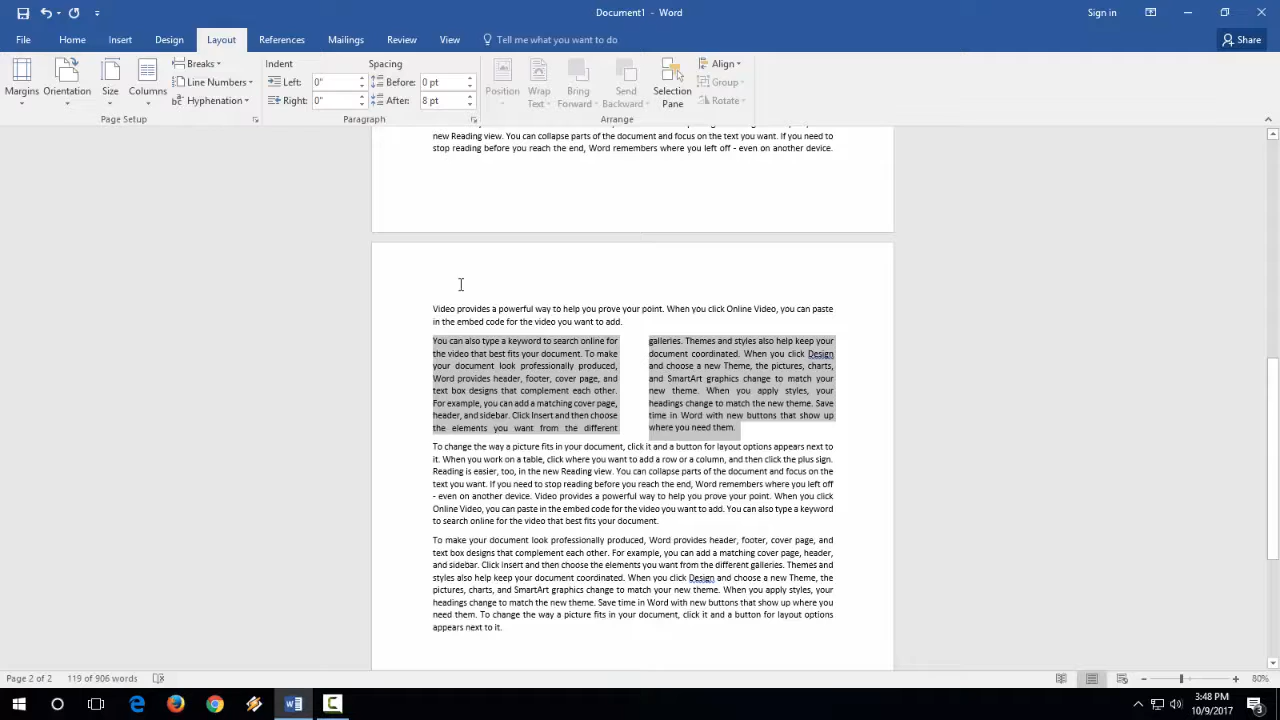 Document1 - Word
Sign in
File Home Insert Design Layout References Mailings Review View Tell me what you want to do Share
Margins Orientation Size Columns
Breaks
Line Numbers
Hyphenation
Page Setup
Indent
Left: 0"
Right: 0"
Spacing
Before: 0 pt
After: 8 pt
Paragraph
Position Wrap Text Bring Forward Send Backward Selection Pane
Align
Group
Rotate
Arrange
new Reading view. You can collapse parts of the document and focus on the text you want. If you need to
stop reading before you reach the end, Word remembers where you left off - even on another device.
Video provides a powerful way to help you prove your point. When you click Online Video, you can paste
in the embed code for the video you want to add.
You can also type a keyword to search online for
the video that best fits your document. To make
your document look professionally produced,
Word provides header, footer, cover page, and
text box designs that complement each other.
For example, you can add a matching cover page,
header, and sidebar. Click Insert and then choose
the elements you want from the different
galleries. Themes and styles also help keep your
document coordinated. When you click Design
and choose a new Theme, the pictures, charts,
and SmartArt graphics change to match your
new theme. When you apply styles, your
headings change to match the new theme. Save
time in Word with new buttons that show up
where you need them.
To change the way a picture fits in your document, click it and a button for layout options appears next to
it. When you work on a table, click where you want to add a row or a column, and then click the plus sign.
Reading is easier, too, in the new Reading view. You can collapse parts of the document and focus on the
text you want. If you need to stop reading before you reach the end, Word remembers where you left off
- even on another device. Video provides a powerful way to help you prove your point. When you click
Online Video, you can paste in the embed code for the video you want to add. You can also type a keyword
to search online for the video that best fits your document.
To make your document look professionally produced, Word provides header, footer, cover page, and
text box designs that complement each other. For example, you can add a matching cover page, header,
and sidebar. Click Insert and then choose the elements you want from the different galleries. Themes and
styles also help keep your document coordinated. When you click Design and choose a new Theme, the
pictures, charts, and SmartArt graphics change to match your new theme. When you apply styles, your
headings change to match the new theme. Save time in Word with new buttons that show up where you
need them. To change the way a picture fits in your document, click it and a button for layout options
appears next to it.
Page 2 of 2 119 of 906 words 80%
3:48 PM
10/9/2017
3